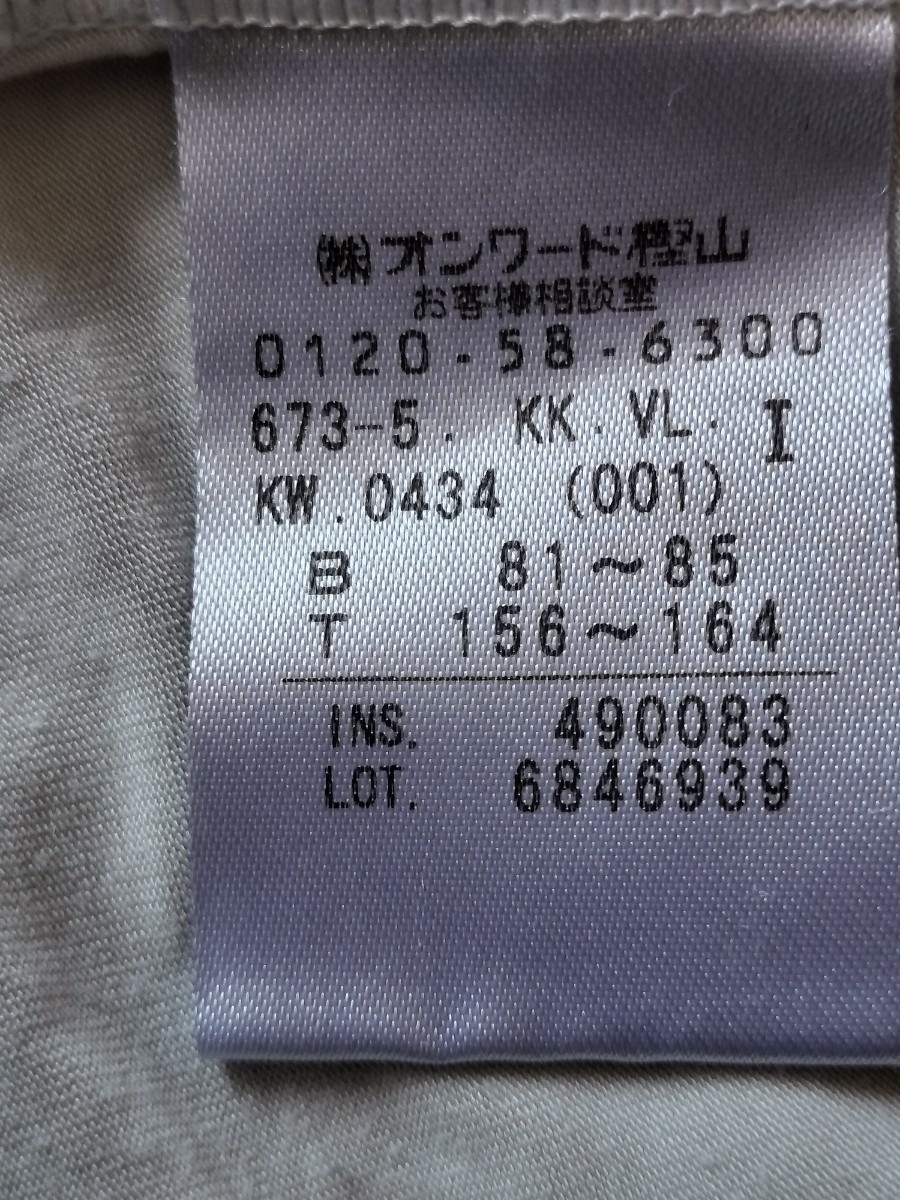 ㈱オンワード樫山
お客様相談室
0120-58-6300
673-5. KK.VL. I
KW.0434 (001)
B 81～85
T 156～164
INS. 490083
LOT. 6846939